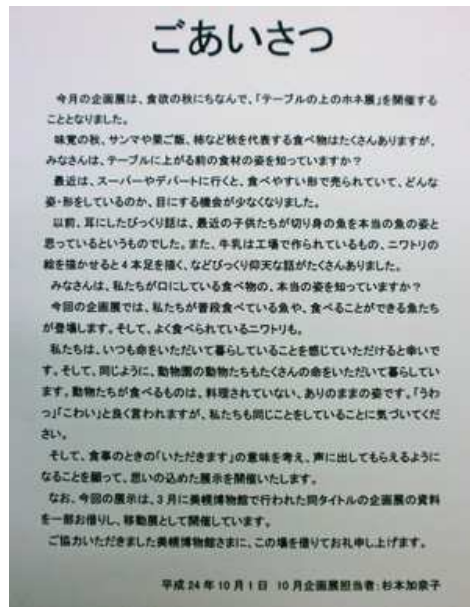 ごあいさつ
今月の企画展は、食欲の秋にちなんで、「テーブルの上のホネ展」を開催する
こととなりました。
味覚の秋、サンマや栗ご飯、柿など秋を代表する食べ物はたくさんありますが、
みなさんは、テーブルに上がる前の食材の姿を知っていますか？
最近は、スーパーやデパートに行くと、食べやすい形で売られていて、どんな
姿・形をしているのか、目にする機会が少なくなりました。
以前、耳にしたびっくり話は、最近の子供たちが切り身の魚を本当の魚の姿と
思っているというものでした。また、牛乳は工場で作られているもの、ニワトリの
絵を描かせると４本足を描く、などびっくり仰天な話がたくさんありました。
みなさんは、私たちが口にしている食べ物の、本当の姿を知っていますか？
今回の企画展では、私たちが普段食べている魚や、食べることができる魚たち
が登場します。そして、よく食べられているニワトリも。
私たちは、いつも命をいただいて暮らしていることを感じていただけると幸いで
す。そして、同じように、動物園の動物たちもたくさんの命をいただいて暮らしてい
ます。動物たちが食べるものは、料理されていない、ありのままの姿です。「うわ
っ」「こわい」と良く言われますが、私たちも同じことをしていることに気づいてくだ
さい。
そして、食事のときの「いただきます」の意味を考え、声に出してもらえるように
なることを願って、思いの込めた展示を開催いたします。
なお、今回の展示は、３月に美幌博物館で行われた同タイトルの企画展の資料
を一部お借りし、移動展として開催しています。
ご協力いただきました美幌博物館さまに、この場を借りてお礼申し上げます。
平成24年10月1日 10月企画展担当者：杉本加奈子